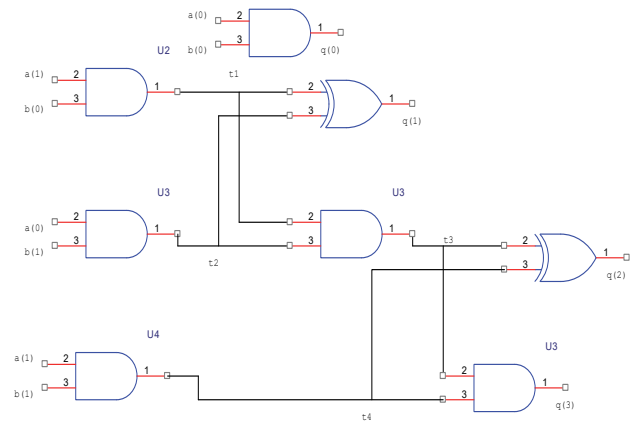 a(0) 2
1
b(0) 3
q(0)
U2
t1
a(1) 2
1
b(0) 3
2
1
3
q(1)
U3
U3
a(0) 2
1
b(1) 3
t2
2
1
3
t3
2
1
3
q(2)
U4
U3
a(1) 2
1
b(1) 3
t4
2
1
3
q(3)